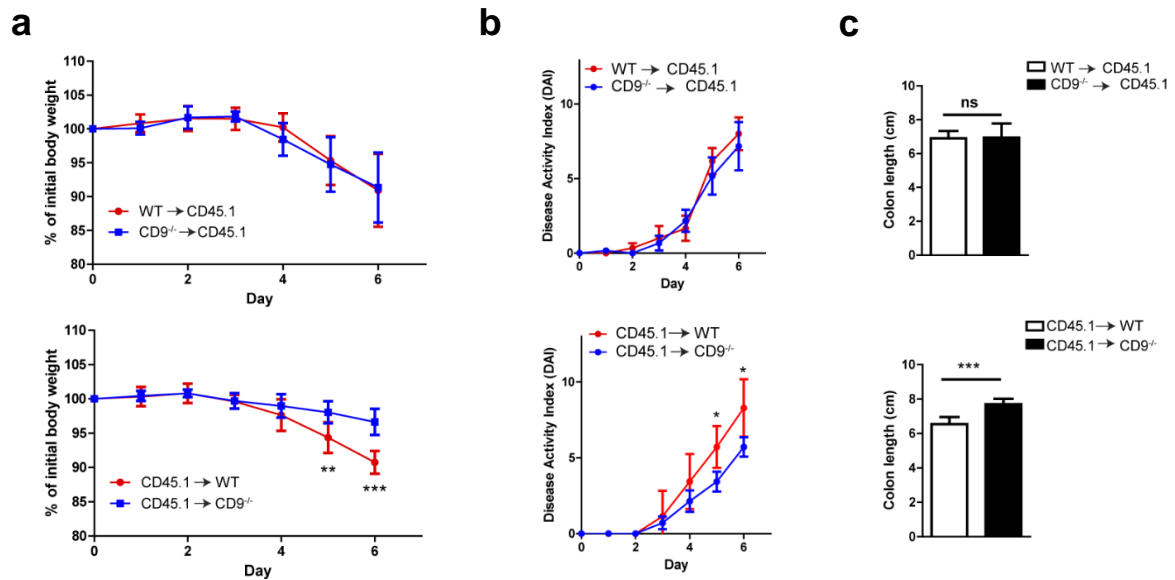 a
b
c
% of initial body weight
110
105
100
95
90
85
80
0
2
4
6
Day
WT → CD45.1
CD9-/- → CD45.1
Disease Activity Index (DAI)
10
5
0
0
2
4
6
Day
WT → CD45.1
CD9-/- → CD45.1
Colon length (cm)
10
8
6
4
2
0
ns
WT → CD45.1
CD9-/- → CD45.1
% of initial body weight
110
105
100
95
90
85
80
0
2
4
6
Day
**
***
CD45.1 → WT
CD45.1 → CD9-/-
Disease Activity Index (DAI)
10
5
0
0
2
4
6
Day
*
*
CD45.1 → WT
CD45.1 → CD9-/-
Colon length (cm)
10
8
6
4
2
0
***
CD45.1 → WT
CD45.1 → CD9-/-